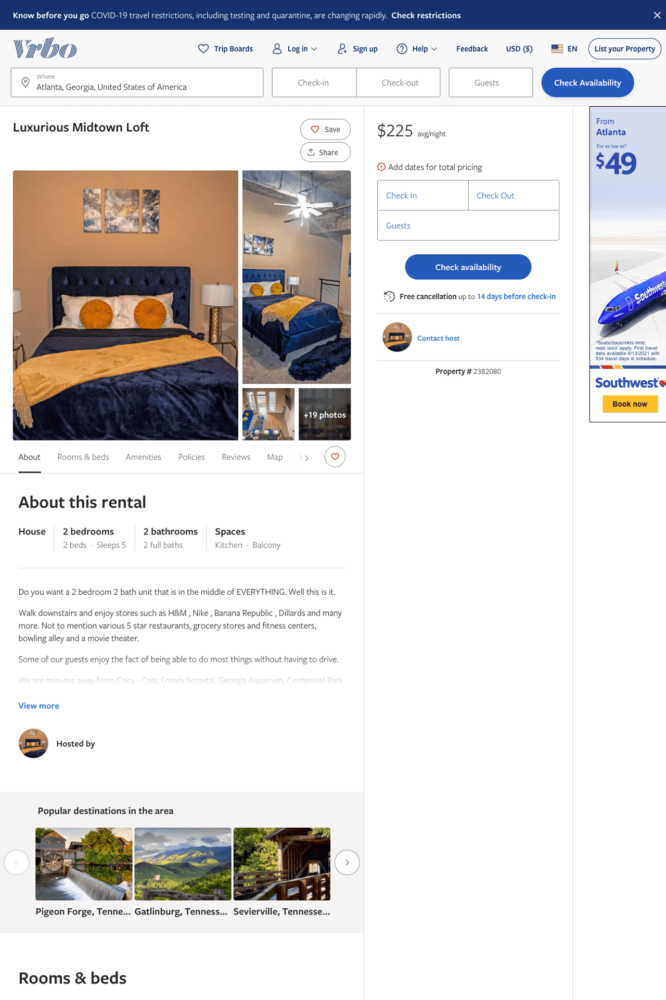 Know before you go COVID-19 travel restrictions, including testing and quarantine, are changing rapidly. Check restrictions
Vrbo
Trip Boards
Log in
Sign up
Help
Feedback
USD ($)
EN
List your Property
Where
Atlanta, Georgia, United States of America
Check-in
Check-out
Guests
Check Availability
Luxurious Midtown Loft
Save
Share
+19 photos
$225 avg/night
Add dates for total pricing
Check In
Check Out
Guests
Check availability
Free cancellation up to 14 days before check-in
Contact host
Property # 2382080
From
Atlanta
For as low as*
$49
Southwest
*Seats/days/mkts lmtd;
restr./excl. apply. First travel
date available 9/13/2021 with
534 travel days in schedule.
Southwest
Book now
About
Rooms & beds
Amenities
Policies
Reviews
Map
About this rental
House
2 bedrooms
2 beds · Sleeps 5
2 bathrooms
2 full baths
Spaces
Kitchen · Balcony
Do you want a 2 bedroom 2 bath unit that is in the middle of EVERYTHING. Well this is it.
Walk downstairs and enjoy stores such as H&M , Nike , Banana Republic , Dillards and many
more. Not to mention various 5 star restaurants, grocery stores and fitness centers,
bowling alley and a movie theater.
Some of our guests enjoy the fact of being able to do most things without having to drive.
We are minutes away from Coca - Cola, Emory hospital, Georgia Aquarium, Centennial Park
View more
Hosted by
Popular destinations in the area
Pigeon Forge, Tenne...
Gatlinburg, Tenness...
Sevierville, Tennesse...
Rooms & beds